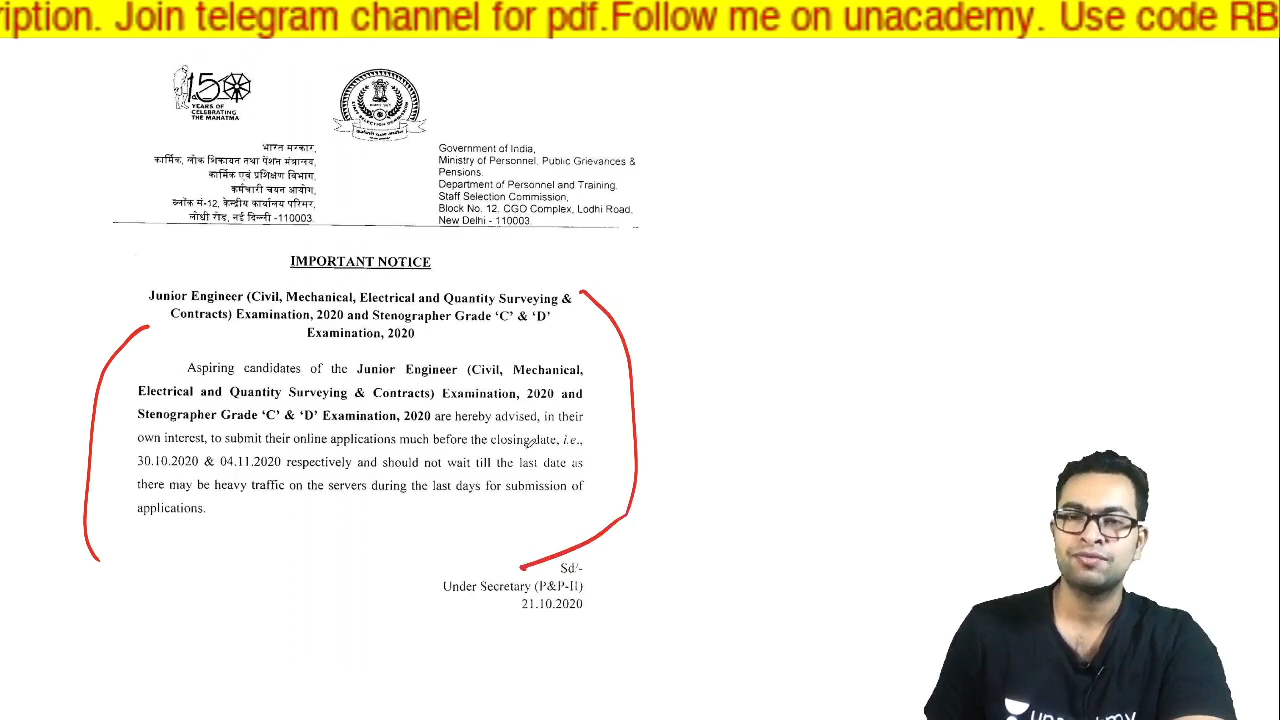 ription. Join telegram channel for pdf.Follow me on unacademy. Use code RB
150
YEARS OF
CELEBRATING
THE MAHATMA
भारत सरकार,
कार्मिक, लोक शिकायत तथा पेंशन मंत्रालय,
कार्मिक एवं प्रशिक्षण विभाग,
कर्मचारी चयन आयोग,
ब्लॉक सं-12, केन्द्रीय कार्यालय परिसर,
लोधी रोड़, नई दिल्ली -110003.
Government of India,
Ministry of Personnel, Public Grievances &
Pensions.
Department of Personnel and Training,
Staff Selection Commission,
Block No. 12, CGO Complex, Lodhi Road,
New Delhi - 110003.
IMPORTANT NOTICE
Junior Engineer (Civil, Mechanical, Electrical and Quantity Surveying &
Contracts) Examination, 2020 and Stenographer Grade ‘C’ & ‘D’
Examination, 2020
Aspiring candidates of the Junior Engineer (Civil, Mechanical,
Electrical and Quantity Surveying & Contracts) Examination, 2020 and
Stenographer Grade ‘C’ & ‘D’ Examination, 2020 are hereby advised, in their
own interest, to submit their online applications much before the closing date, i.e.,
30.10.2020 & 04.11.2020 respectively and should not wait till the last date as
there may be heavy traffic on the servers during the last days for submission of
applications.
Sd/-
Under Secretary (P&P-II)
21.10.2020
unacademy